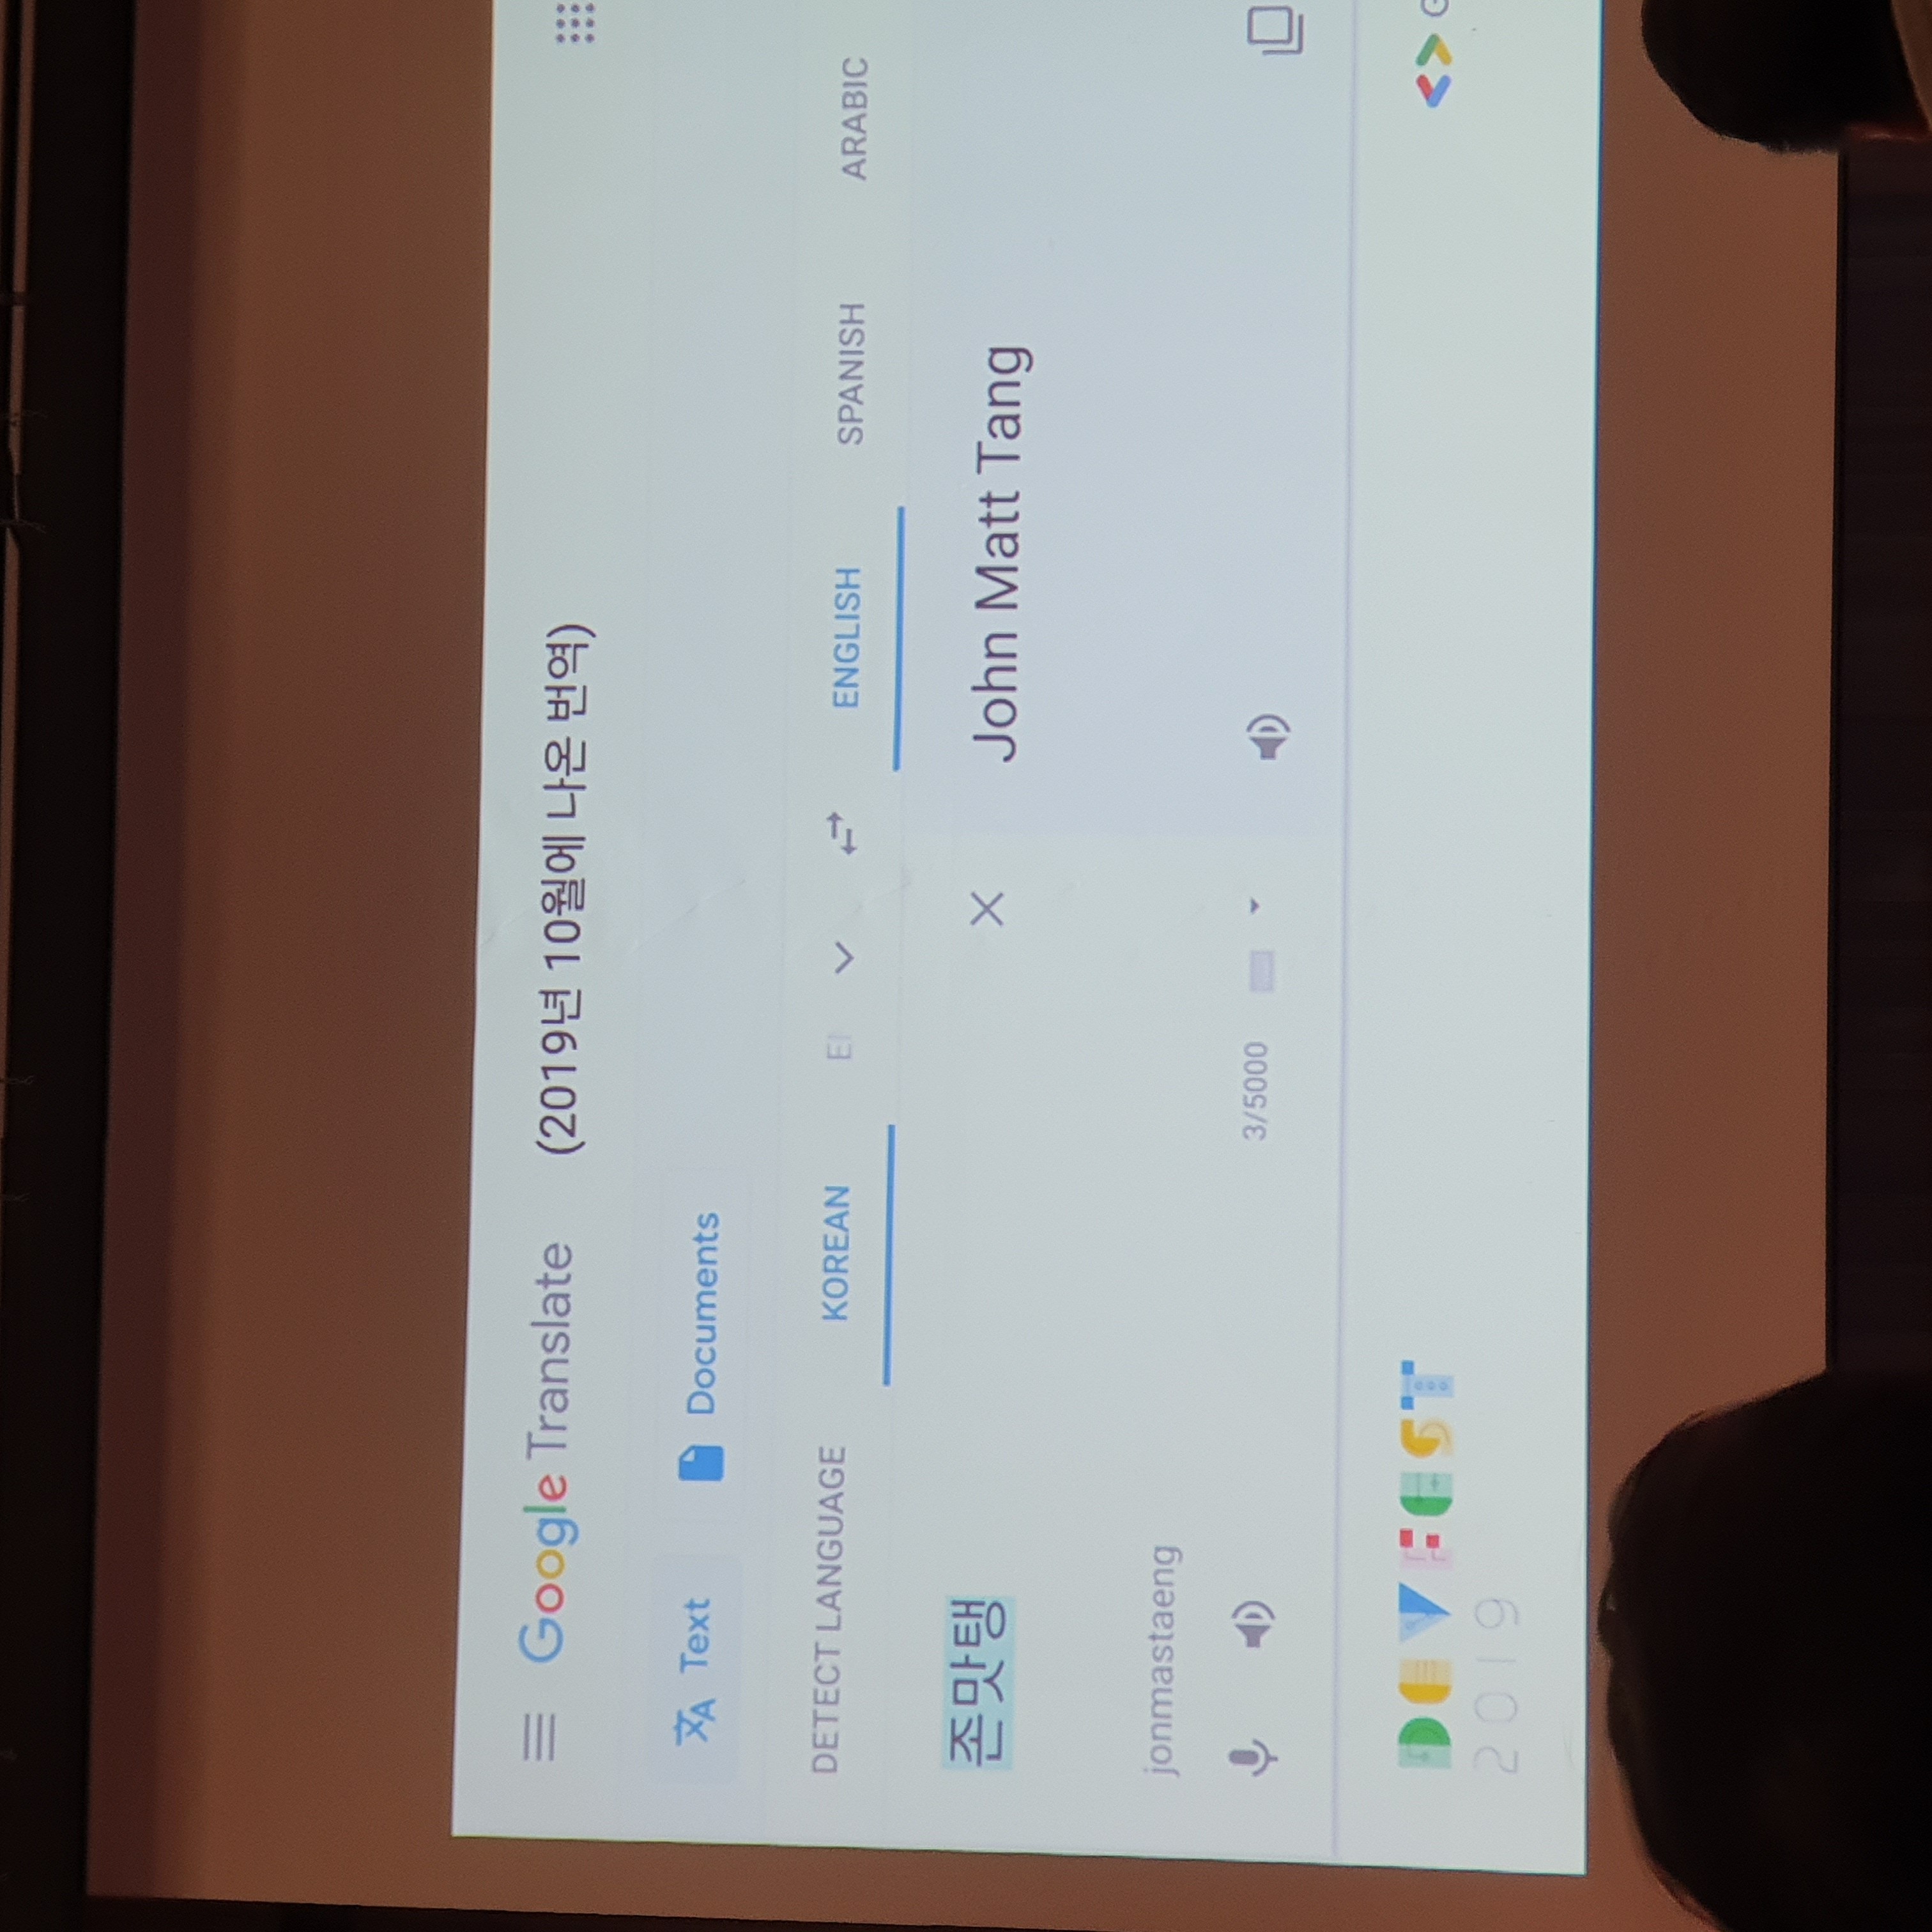 Google Translate (2019년 10월에 나온 번역)
Text Documents
DETECT LANGUAGE KOREAN ENGLISH SPANISH ARABIC
존맛탱 John Matt Tang
jonmastaeng
3/5000
DEVFEST
2019